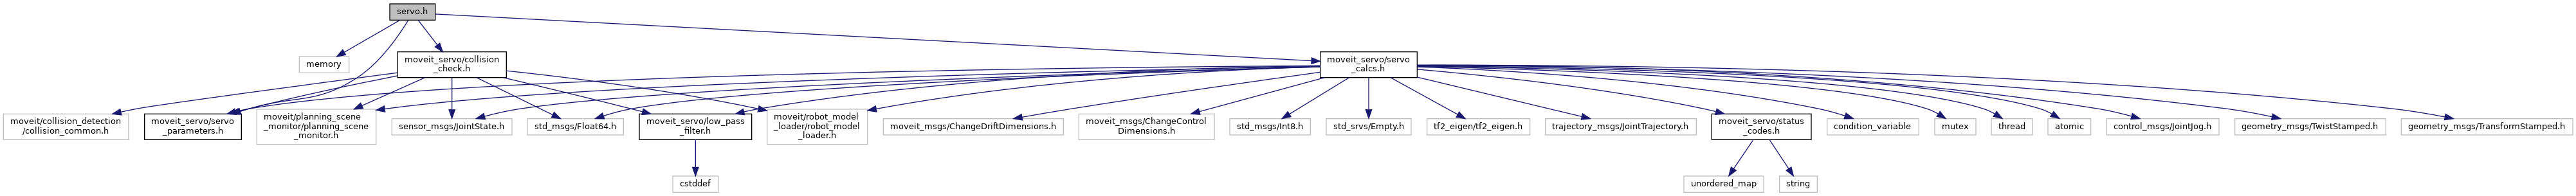 servo.h
memory
moveit_servo/collision
_check.h
moveit_servo/servo
_calcs.h
moveit/collision_detection
/collision_common.h
moveit_servo/servo
_parameters.h
moveit/planning_scene
_monitor/planning_scene
_monitor.h
sensor_msgs/JointState.h
std_msgs/Float64.h
moveit_servo/low_pass
_filter.h
moveit/robot_model
_loader/robot_model
_loader.h
moveit_msgs/ChangeDriftDimensions.h
moveit_msgs/ChangeControl
Dimensions.h
std_msgs/Int8.h
std_srvs/Empty.h
tf2_eigen/tf2_eigen.h
trajectory_msgs/JointTrajectory.h
moveit_servo/status
_codes.h
condition_variable
mutex
thread
atomic
control_msgs/JointJog.h
geometry_msgs/TwistStamped.h
geometry_msgs/TransformStamped.h
cstddef
unordered_map
string